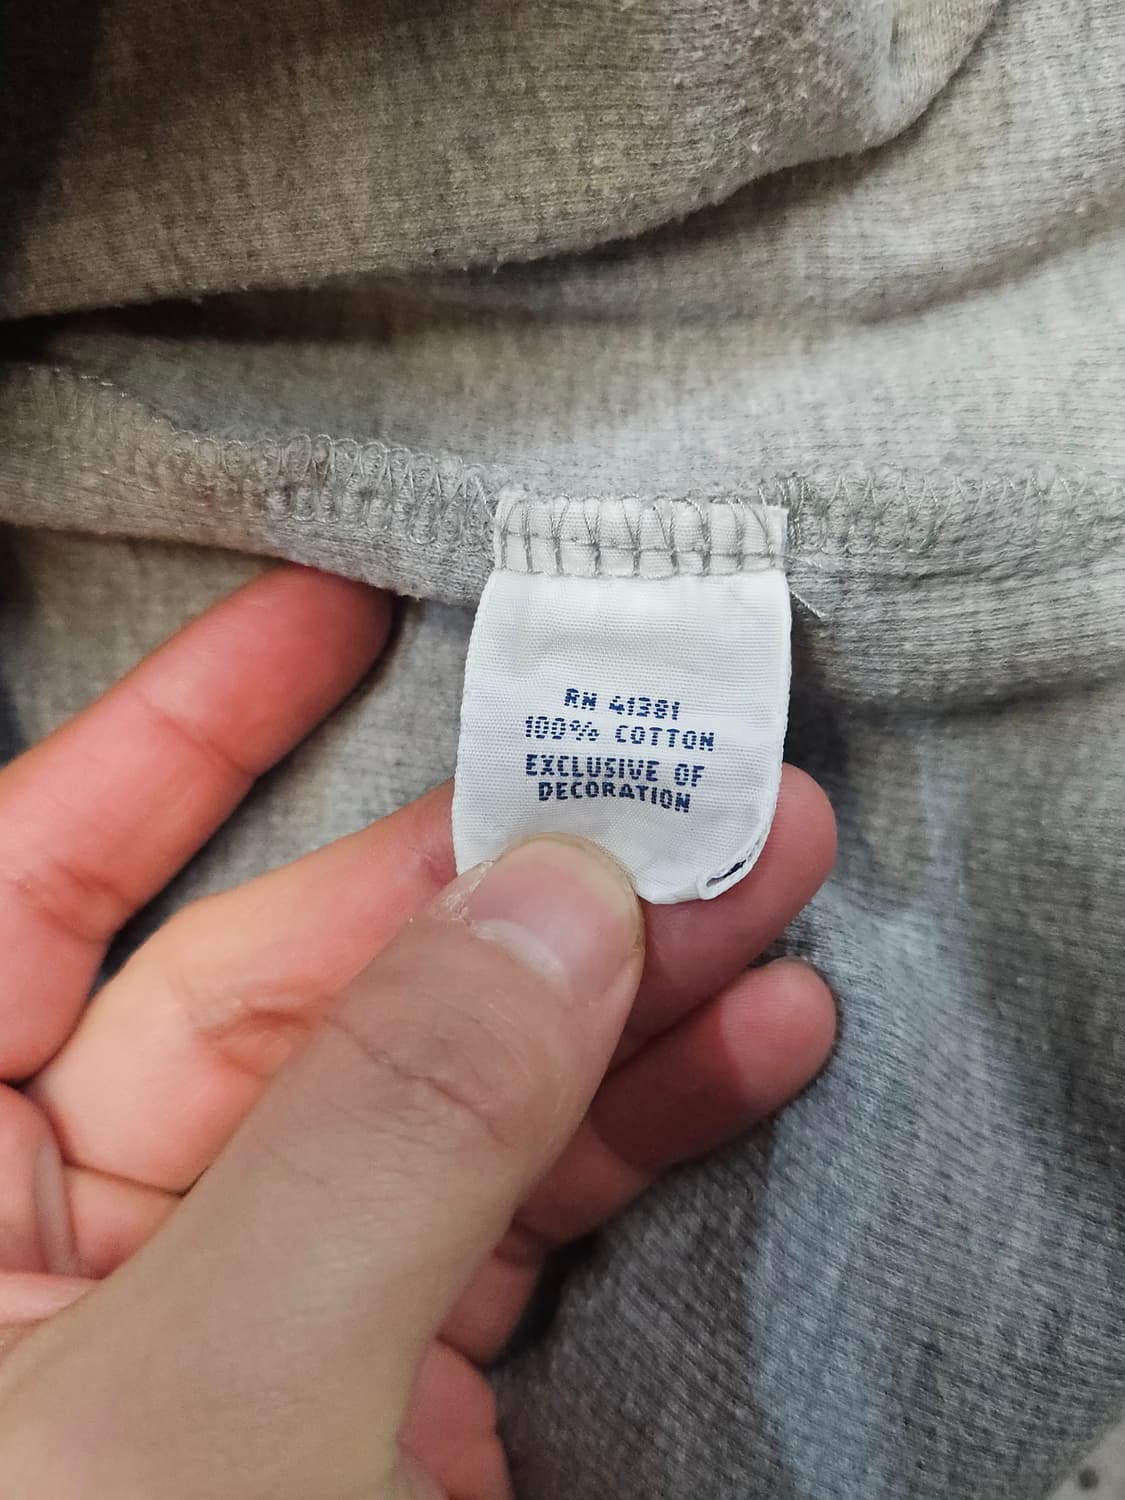 RN 41381
100% COTTON
EXCLUSIVE OF
DECORATION